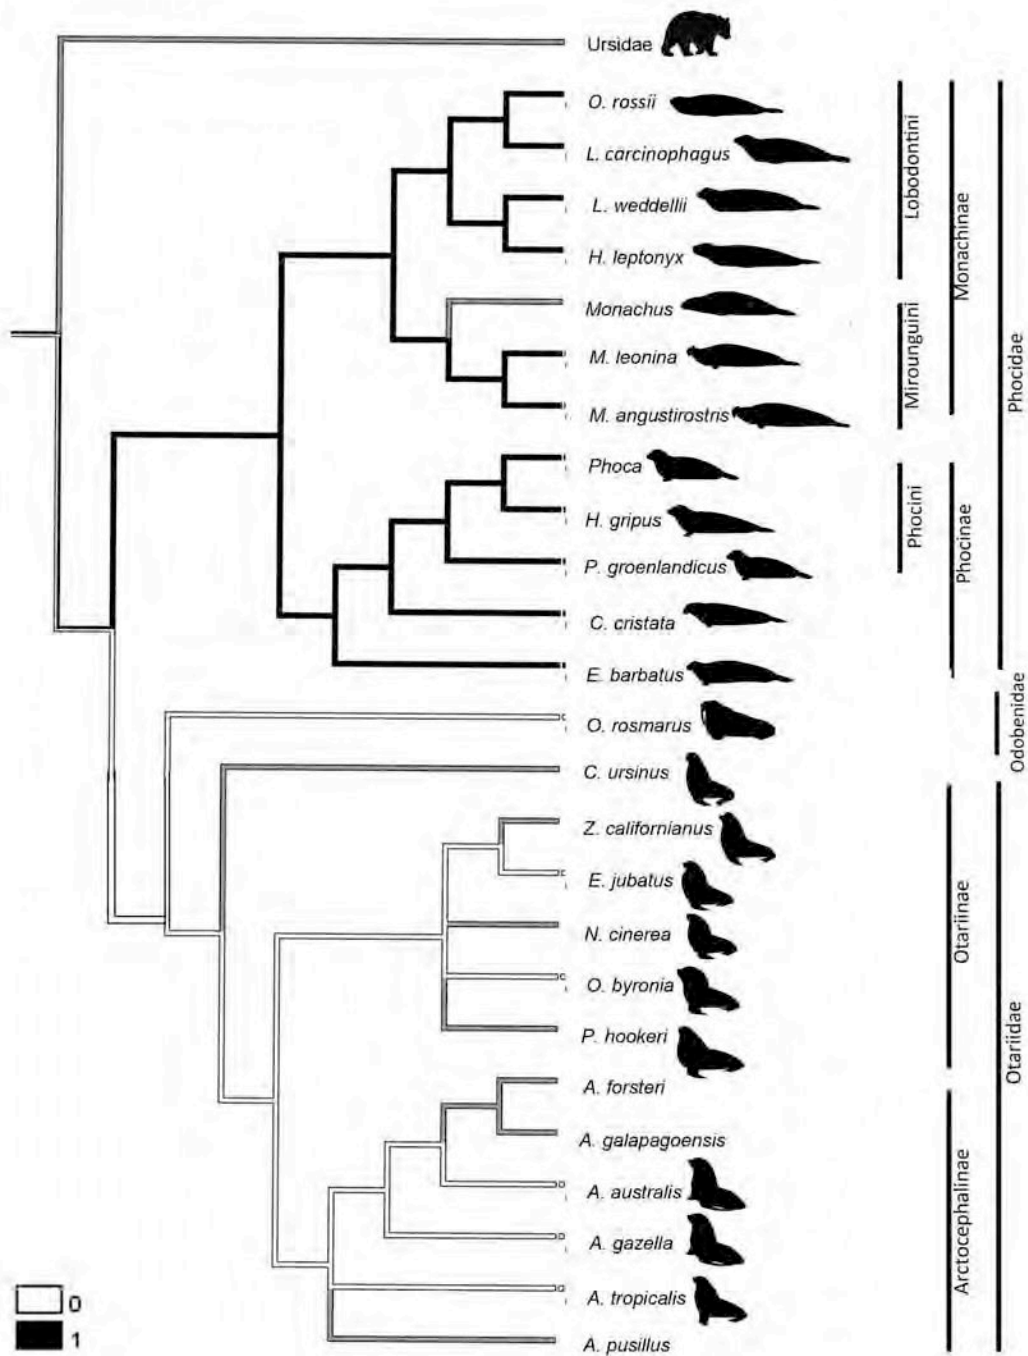 Ursidae
O. rossii
L. carcinophagus
L. weddellii
H. leptonyx
Monachus
M. leonina
M. angustirostris
Phoca
H. gripus
P. groenlandicus
C. cristata
E. barbatus
O. rosmarus
C. ursinus
Z. californianus
E. jubatus
N. cinerea
O. byronia
P. hookeri
A. forsteri
A. galapagoensis
A. australis
A. gazella
A. tropicalis
A. pusillus
Lobodontini
Mirounguini
Phocini
Monachinae
Phocinae
Otariinae
Arctocephalinae
Phocidae
Odobenidae
Otariidae
0
1